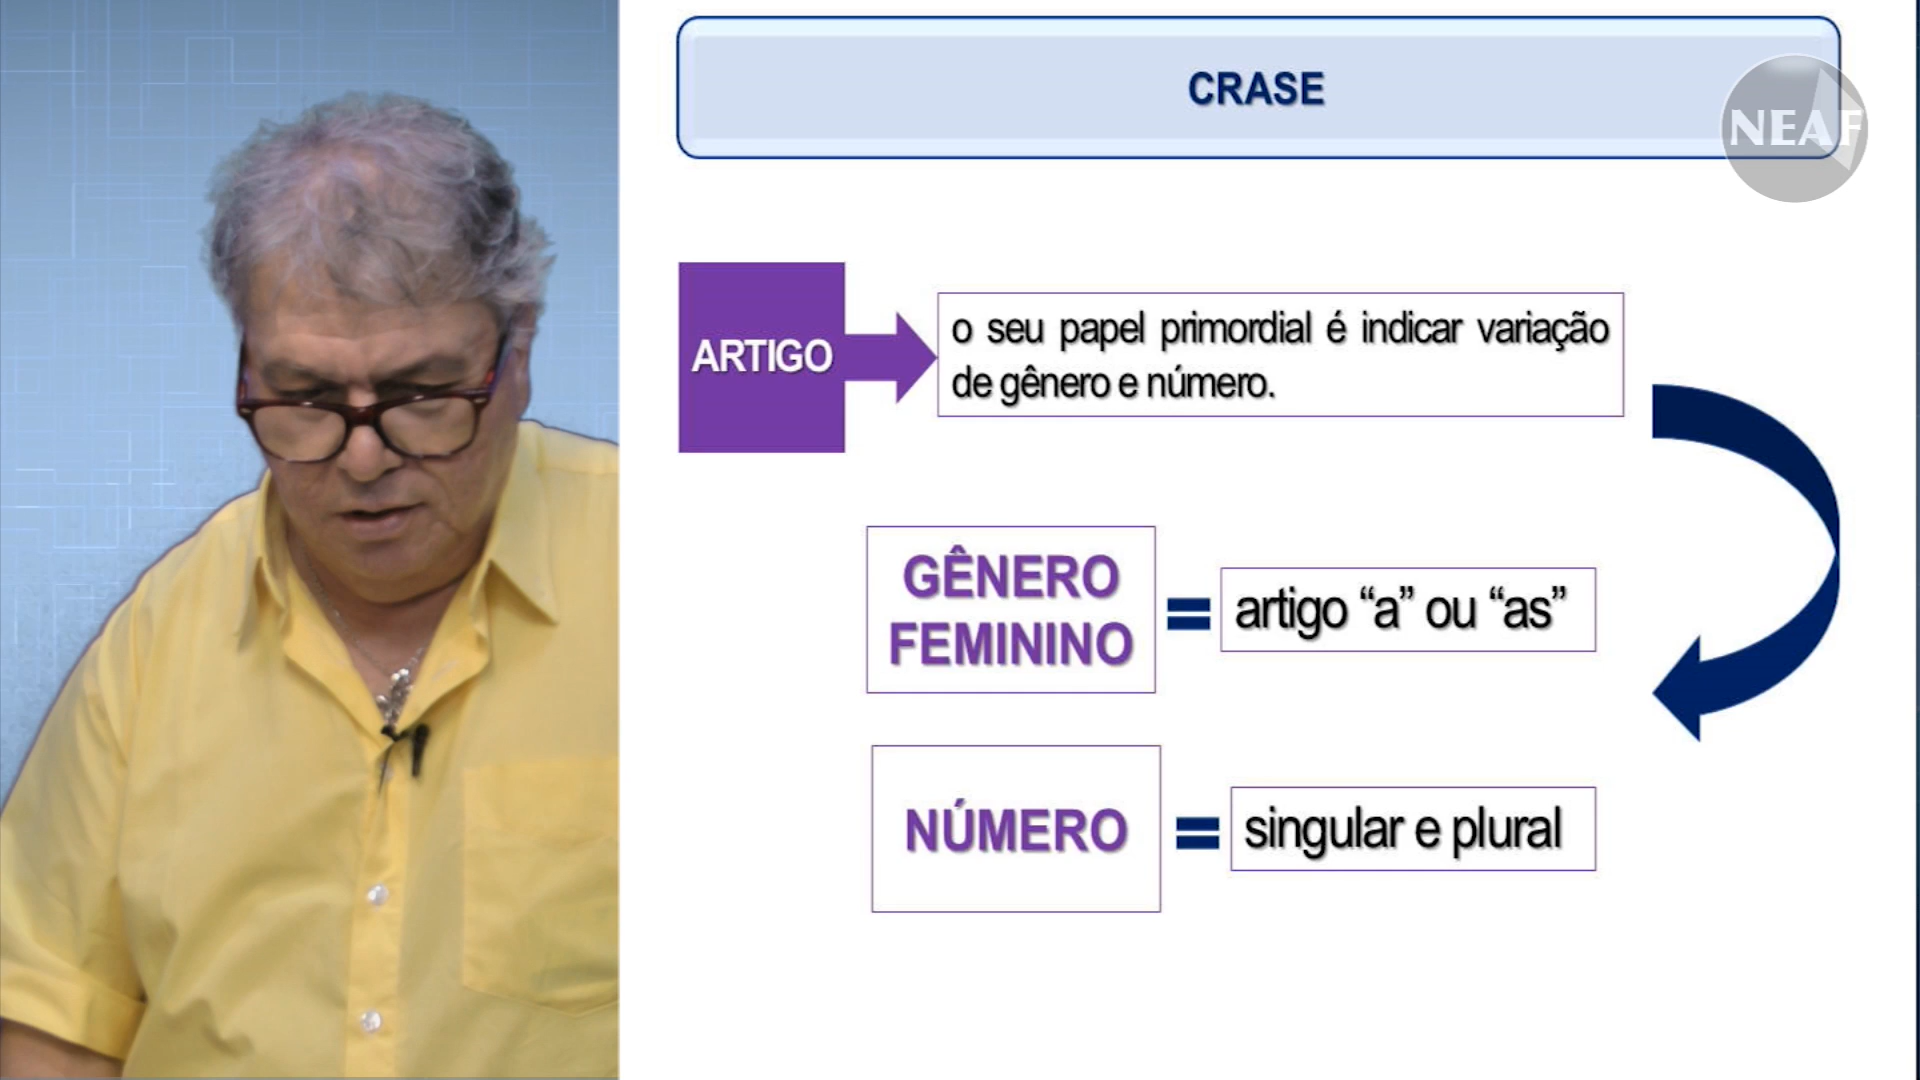 CRASE
NEAF
ARTIGO
o seu papel primordial é indicar variação
de gênero e número.
GÊNERO
FEMININO
=
artigo “a” ou “as”
NÚMERO
=
singular e plural